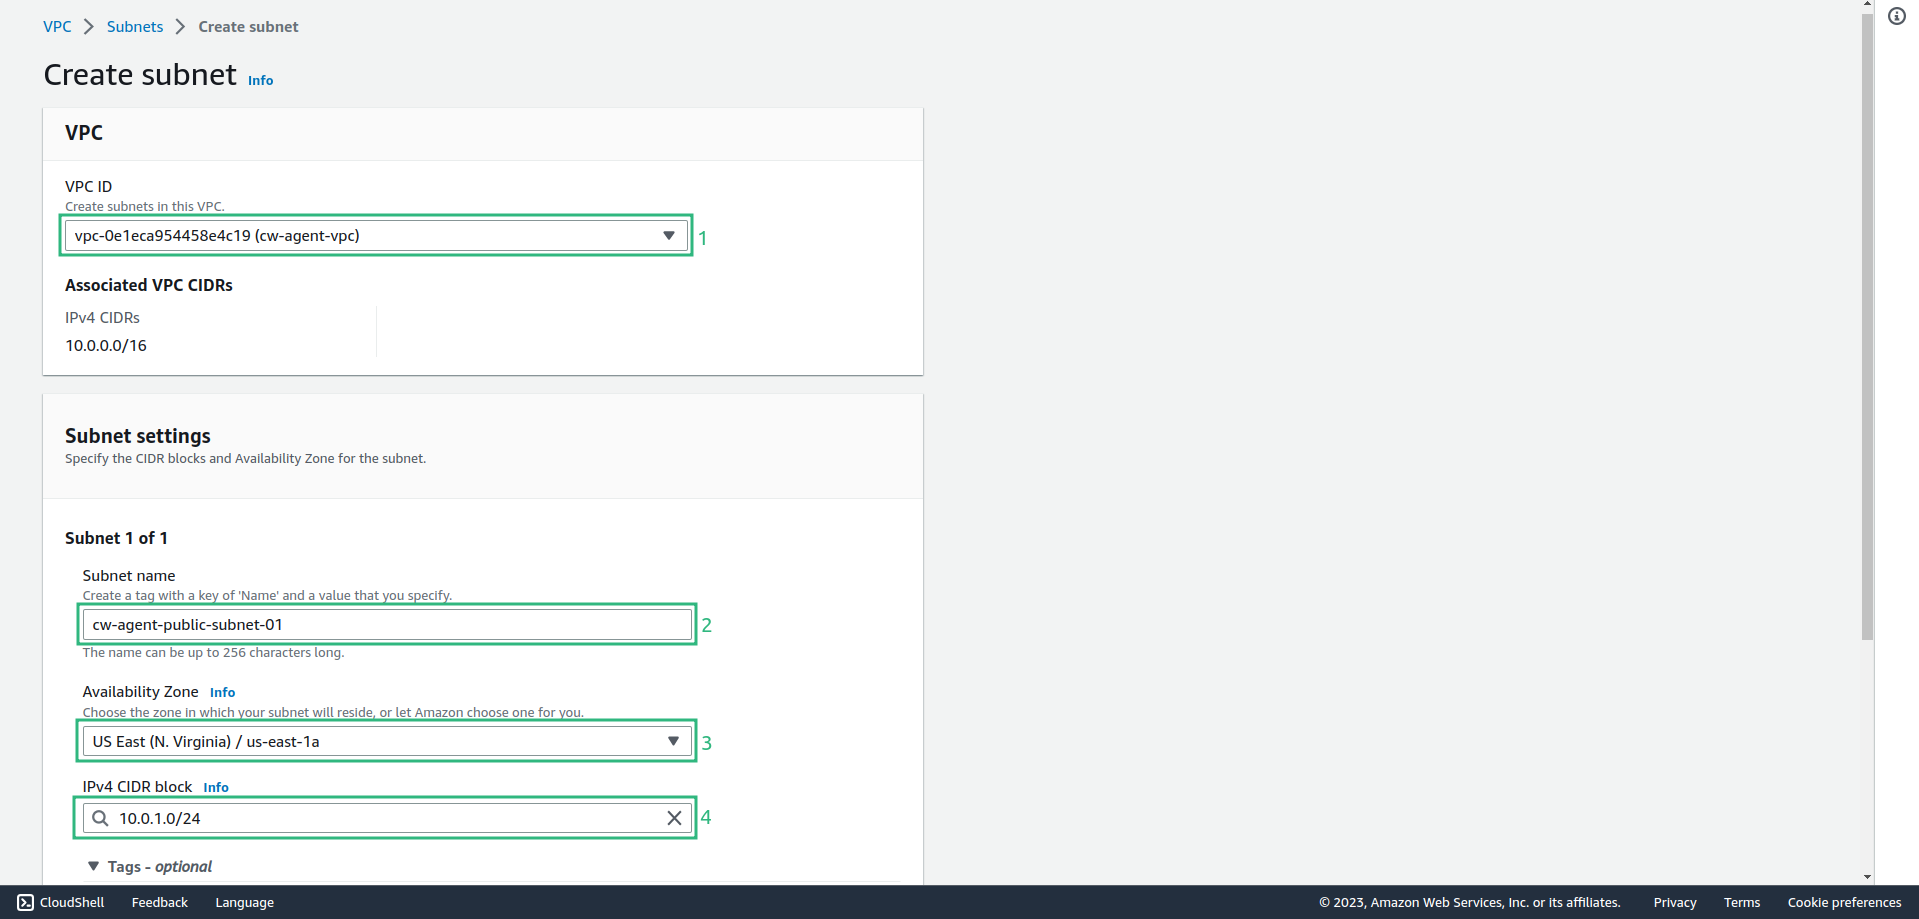 VPC > Subnets > Create subnet
Create subnet Info
VPC
VPC ID
Create subnets in this VPC.
vpc-0e1eca954458e4c19 (cw-agent-vpc) 1
Associated VPC CIDRs
IPv4 CIDRs
10.0.0.0/16
Subnet settings
Specify the CIDR blocks and Availability Zone for the subnet.
Subnet 1 of 1
Subnet name
Create a tag with a key of 'Name' and a value that you specify.
cw-agent-public-subnet-01 2
The name can be up to 256 characters long.
Availability Zone Info
Choose the zone in which your subnet will reside, or let Amazon choose one for you.
US East (N. Virginia) / us-east-1a 3
IPv4 CIDR block Info
10.0.1.0/24 4
Tags - optional
CloudShell Feedback Language © 2023, Amazon Web Services, Inc. or its affiliates. Privacy Terms Cookie preferences